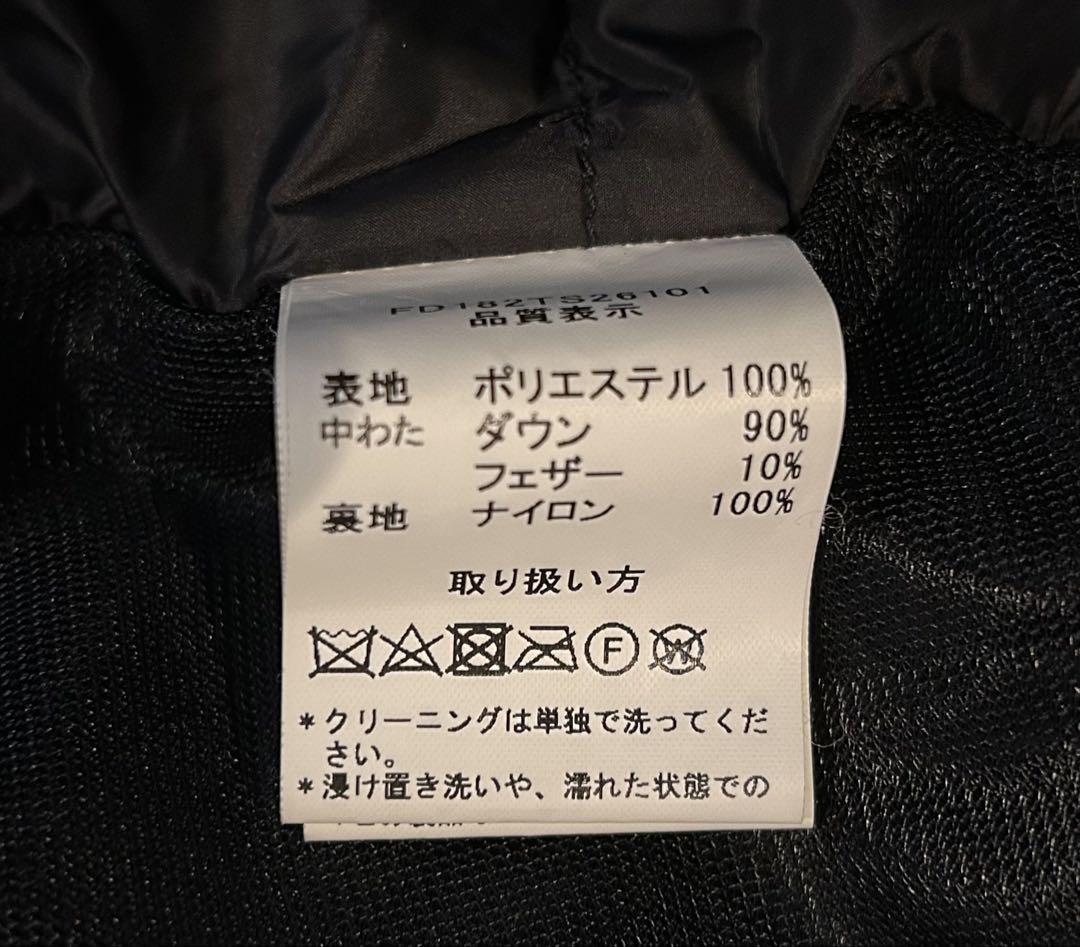 FD182TS26101
品質表示
表地 ポリエステル 100%
中わた ダウン 90%
フェザー 10%
裏地 ナイロン 100%
取り扱い方
F W
*クリーニングは単独で洗ってくだ
さい。
*浸け置き洗いや、濡れた状態での